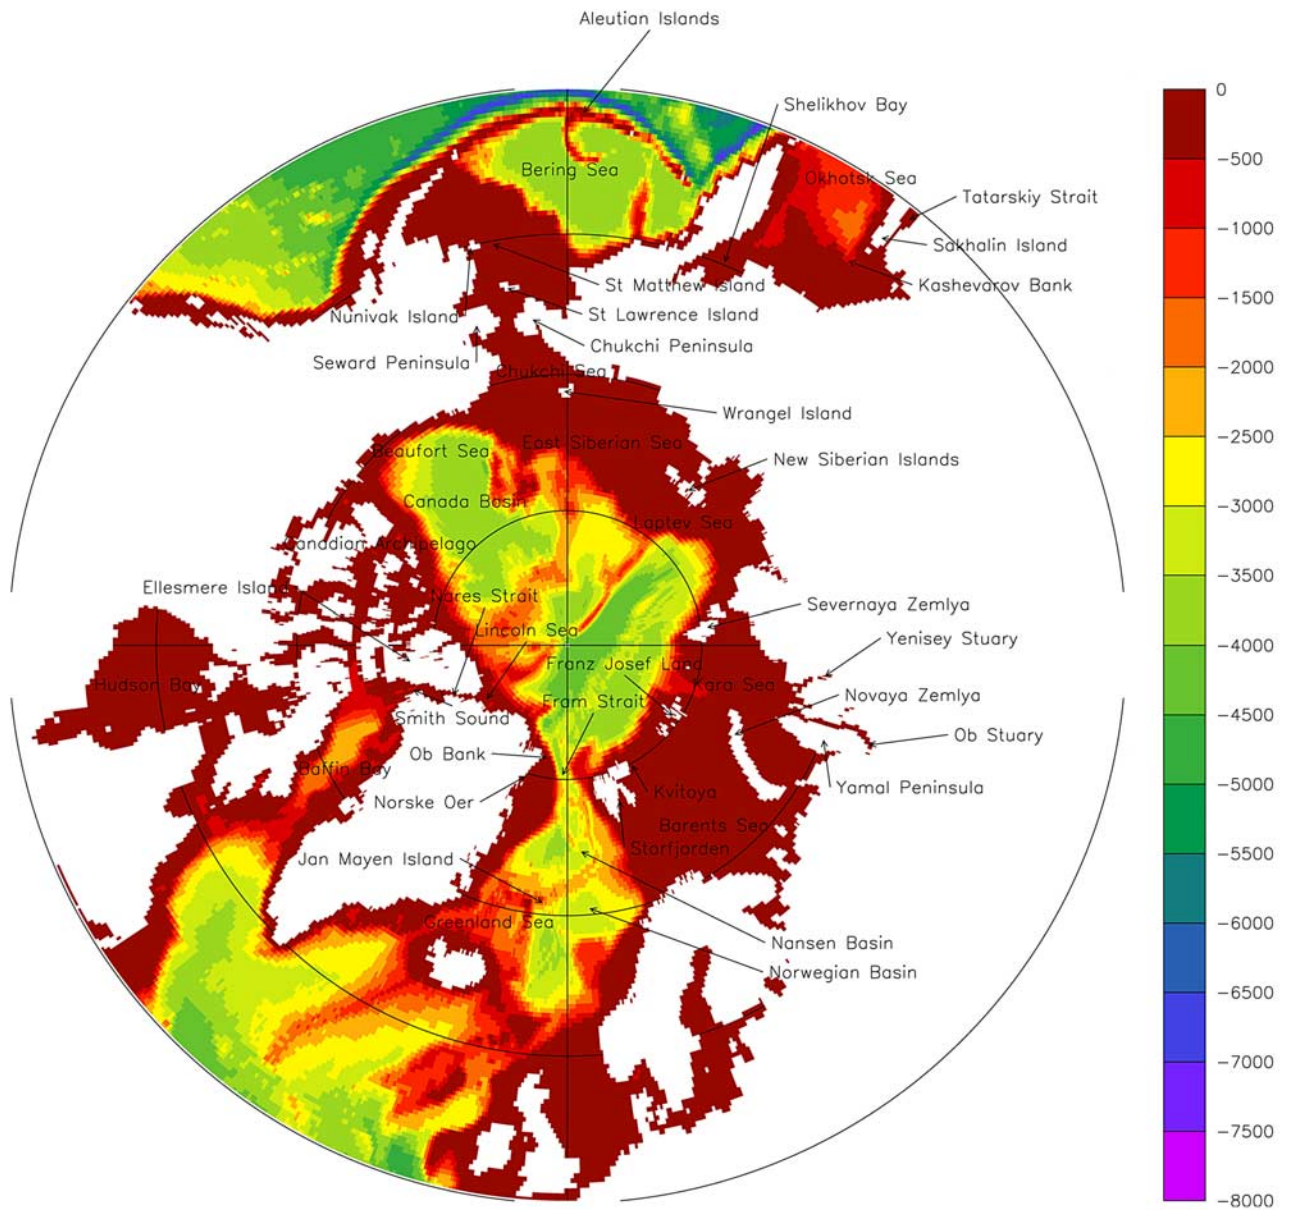 Aleutian Islands
0
Shelikhov Bay
-500
Bering Sea
Okhotsk Sea
Tatarskiy Strait
-1000
Sakhalin Island
St Matthew Island
Kashevarov Bank
-1500
Nunivak Island
St Lawrence Island
Chukchi Peninsula
Seward Peninsula
-2000
Chukchi Sea
Wrangel Island
-2500
East Siberian Sea
Beaufort Sea
New Siberian Islands
Canada Basin
-3000
Laptev Sea
Canadian Archipelago
-3500
Ellesmere Island
Nares Strait
Severnaya Zemlya
Lincoln Sea
Yenisey Stuary
-4000
Franz Josef Land
Hudson Bay
Kara Sea
Novaya Zemlya
Fram Strait
-4500
Smith Sound
Ob Stuary
Ob Bank
Baffin Bay
-5000
Yamal Peninsula
Kvitoya
Norske Oer
Barents Sea
Storfjorden
-5500
Jan Mayen Island
Greenland Sea
-6000
Nansen Basin
Norwegian Basin
-6500
-7000
-7500
-8000